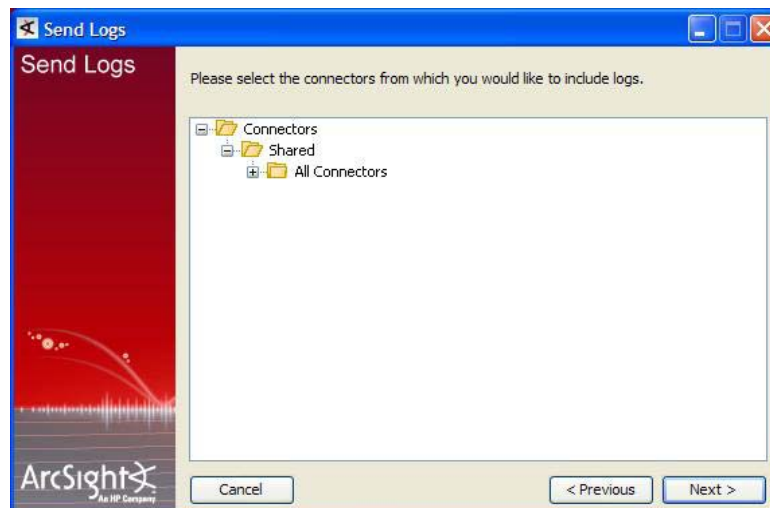 Send Logs
Send Logs
Please select the connectors from which you would like to include logs.
Connectors
Shared
All Connectors
ArcSight
An HP Company
Cancel
< Previous
Next >